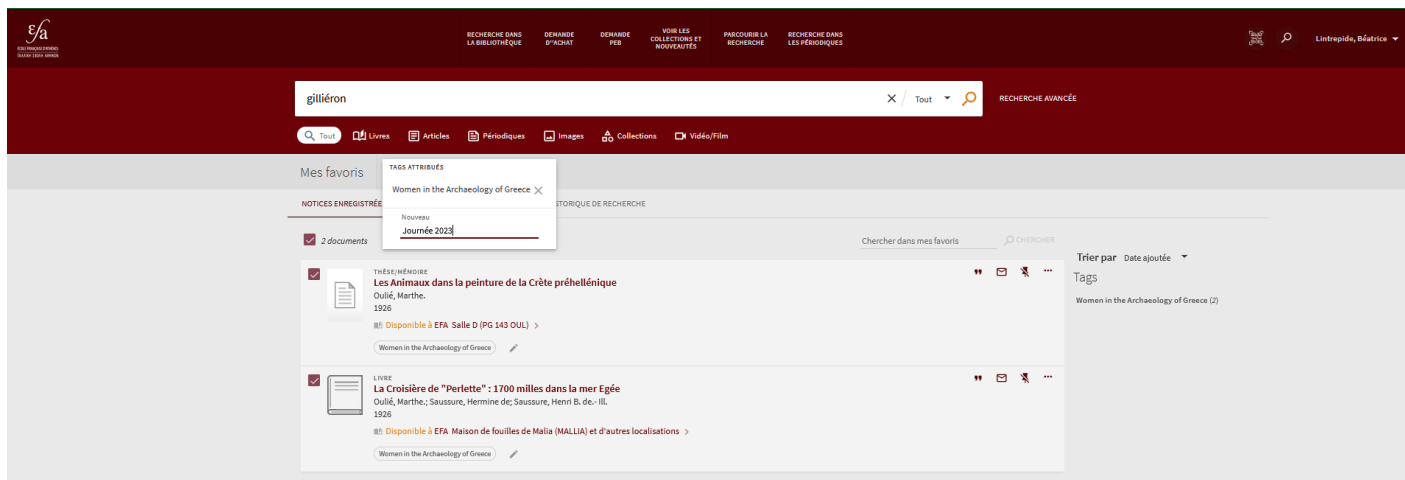 εfa
ÉCOLE FRANÇAISE D'ATHÈNES
RECHERCHE DANS
LA BIBLIOTHÈQUE
DEMANDE
D''ACHAT
DEMANDE
PEB
VOIR LES
COLLECTIONS ET
NOUVEAUTÉS
PARCOURIR LA
RECHERCHE
RECHERCHE DANS
LES PÉRIODIQUES
Lintrepide, Béatrice
gilliéron
Tout
RECHERCHE AVANCÉE
Tout
Livres
Articles
Périodiques
Images
Collections
Vidéo/Film
Mes favoris
TAGS ATTRIBUÉS
Women in the Archaeology of Greece
Nouveau
Journée 2023
NOTICES ENREGISTRÉE
STORIQUE DE RECHERCHE
2 documents
Chercher dans mes favoris
CHERCHER
Trier par Date ajoutée
Tags
Women in the Archaeology of Greece (2)
THÈSE/MÉMOIRE
Les Animaux dans la peinture de la Crète préhellénique
Oulié, Marthe.
1926
Disponible à EFA Salle D (PG 143 OUL) >
Women in the Archaeology of Greece
LIVRE
La Croisière de "Perlette" : 1700 milles dans la mer Egée
Oulié, Marthe.; Saussure, Hermine de; Saussure, Henri B. de.- Ill.
1926
Disponible à EFA Maison de fouilles de Malia (MALLIA) et d'autres localisations >
Women in the Archaeology of Greece